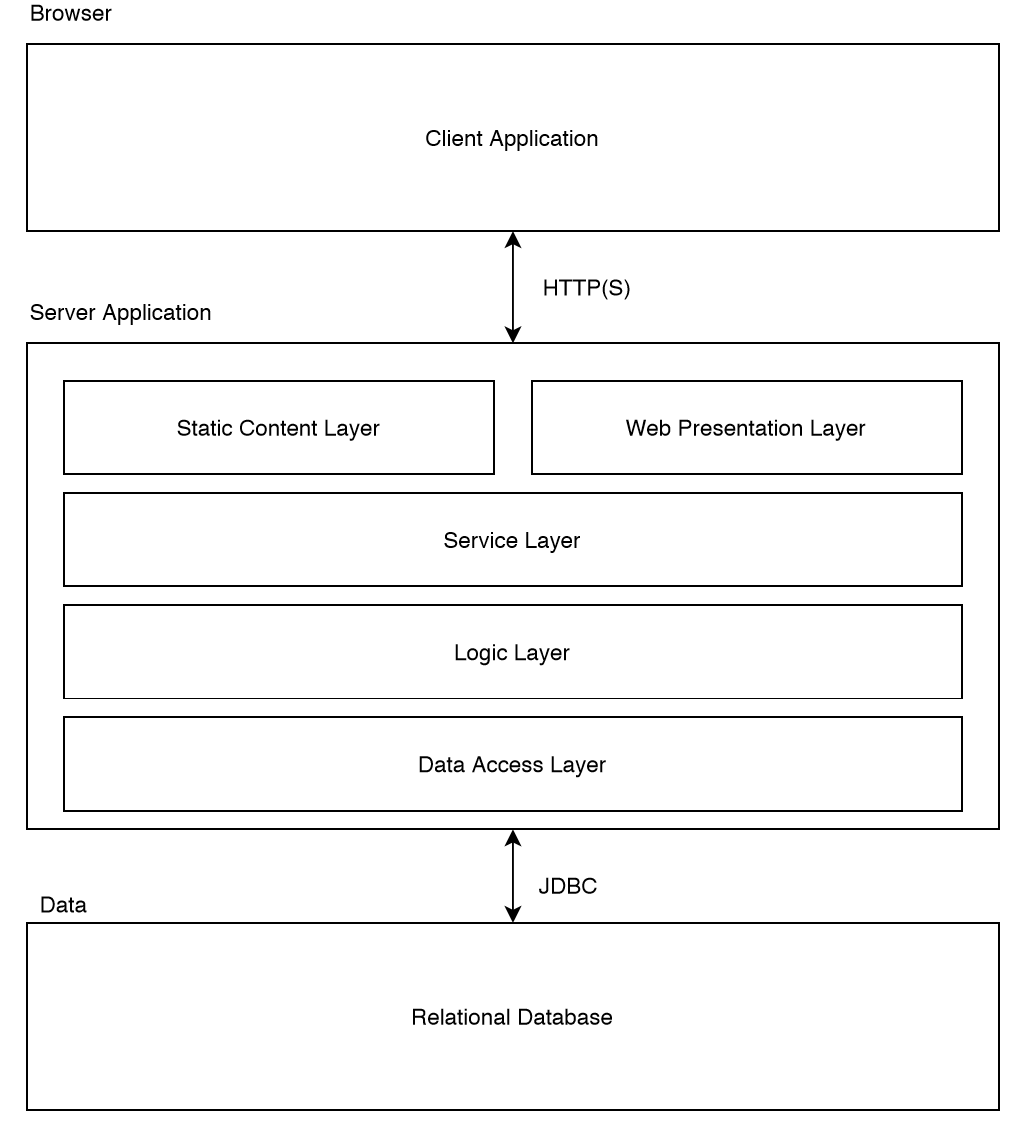 Browser
Client Application
HTTP(S)
Server Application
Static Content Layer
Web Presentation Layer
Service Layer
Logic Layer
Data Access Layer
JDBC
Data
Relational Database